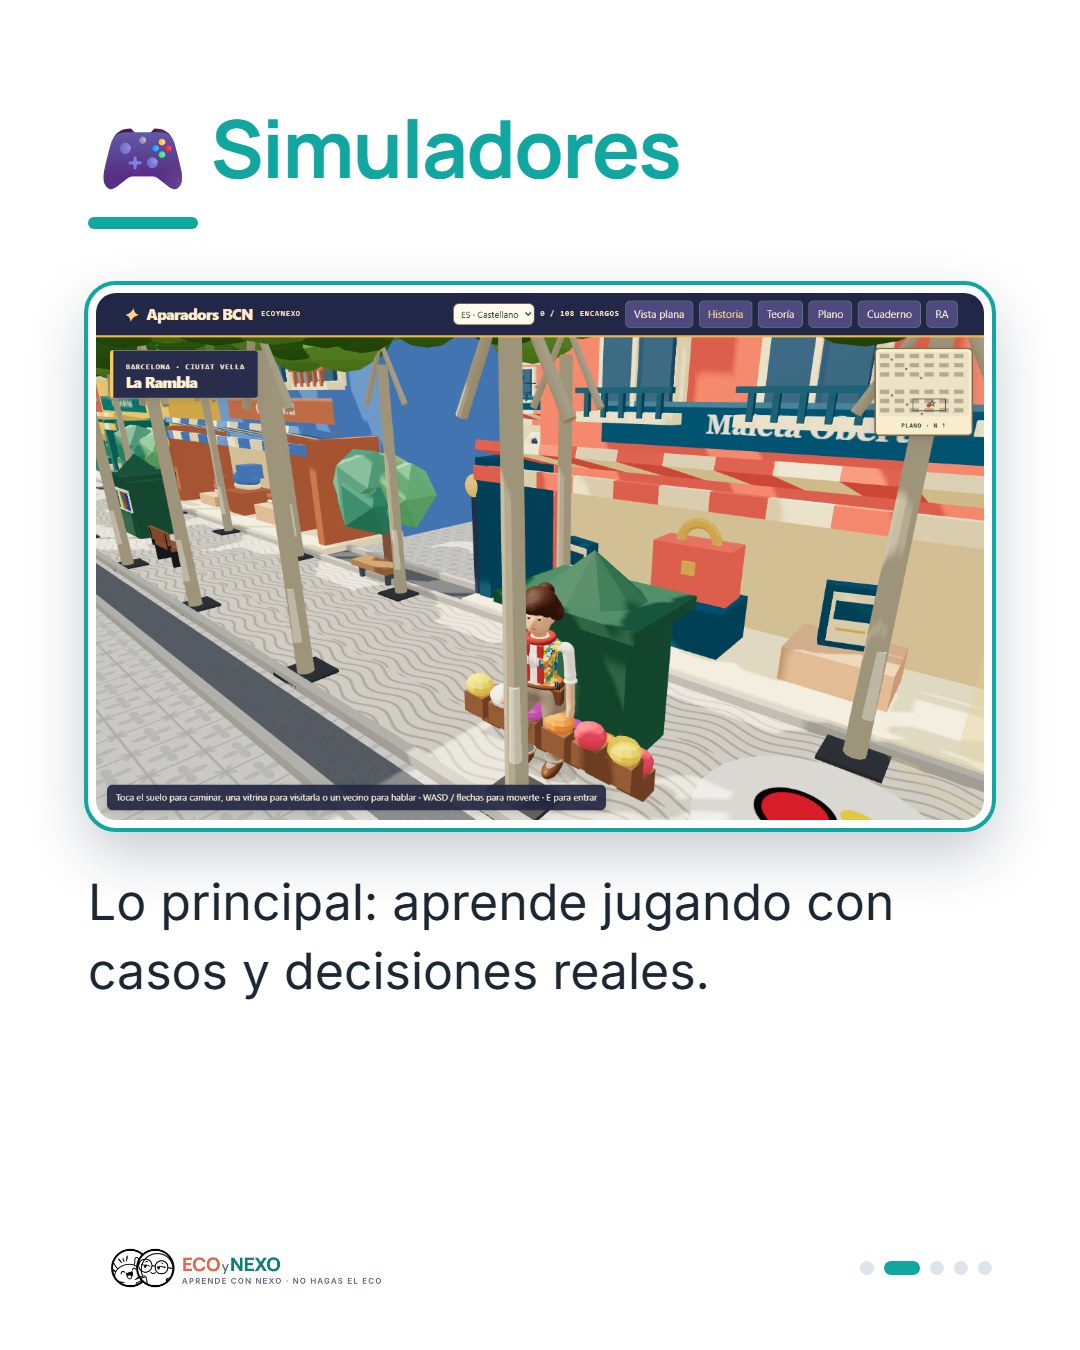 Simuladores
Aparadors BCN ECOYNEXO
ES · Castellano
0 / 108 ENCARGOS
Vista plana
Historia
Teoría
Plano
Cuaderno
RA
BARCELONA · CIUTAT VELLA
La Rambla
PLANO · N ↑
Maleta Ober
Toca el suelo para caminar, una vitrina para visitarla o un vecino para hablar · WASD / flechas para moverte · E para entrar
Lo principal: aprende jugando con
casos y decisiones reales.
ECOyNEXO
APRENDE CON NEXO · NO HAGAS EL ECO